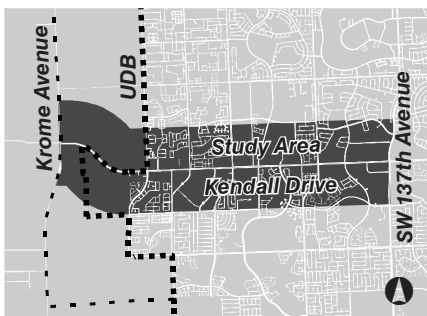 Krome Avenue
UDB
Study Area
Kendall Drive
SW 137th Avenue